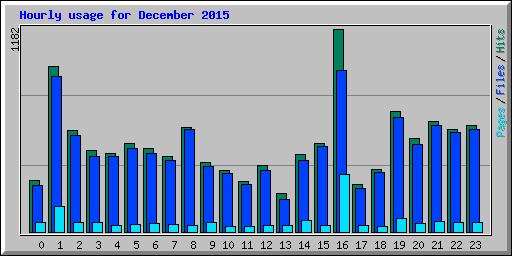 Hourly usage for December 2015
1182
Pages/Files/Hits
0 1 2 3 4 5 6 7 8 9 10 11 12 13 14 15 16 17 18 19 20 21 22 23